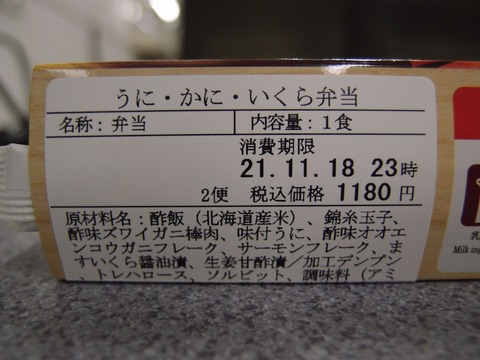 うに・かに・いくら弁当
名称：弁当　内容量：１食
消費期限
21.11.18 23時
2便　税込価格 1180 円
原材料名：酢飯（北海道産米）、錦糸玉子、
酢味ズワイガニ棒肉、味付うに、酢味オオエ
ンコウガニフレーク、サーモンフレーク、ま
すいくら醤油漬、生姜甘酢漬／加工デンプン
、トレハロース、ソルビット、調味料（アミ
乳
Milk ing